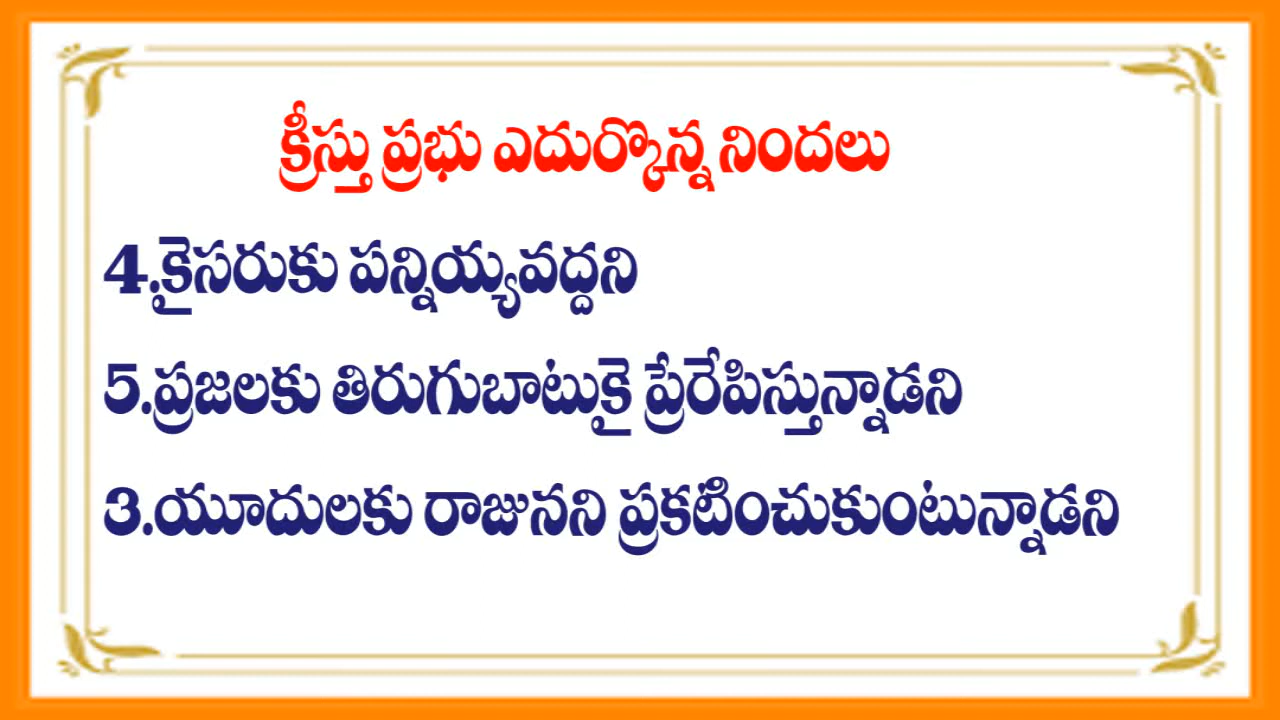 క్రీస్తు ప్రభు ఎదుర్కొన్న నిందలు
4.కైసరుకు పన్నియ్యవద్దని
5.ప్రజలకు తిరుగుబాటుకై ప్రేరేపిస్తున్నాడని
3.యూదులకు రాజునని ప్రకటించుకుంటున్నాడని